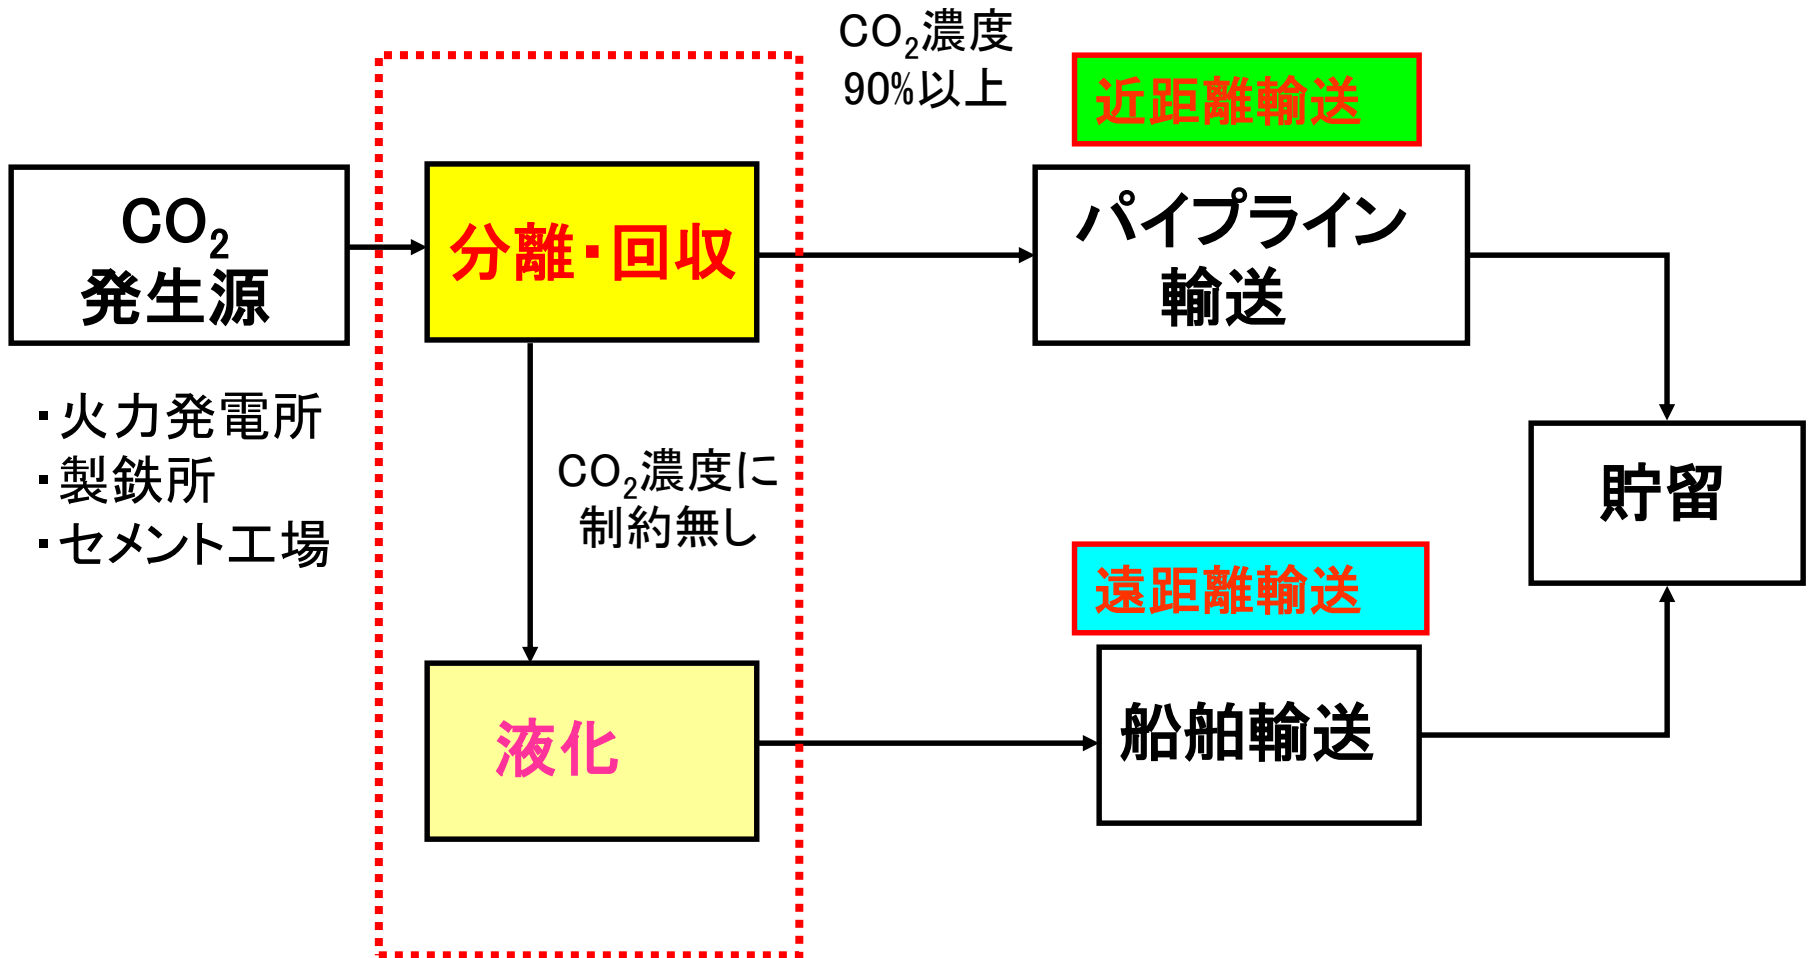 CO₂濃度
90%以上
近距離輸送
CO₂
発生源
分離・回収
パイプライン
輸送
・火力発電所
・製鉄所
・セメント工場
CO₂濃度に
制約無し
貯留
遠距離輸送
液化
船舶輸送